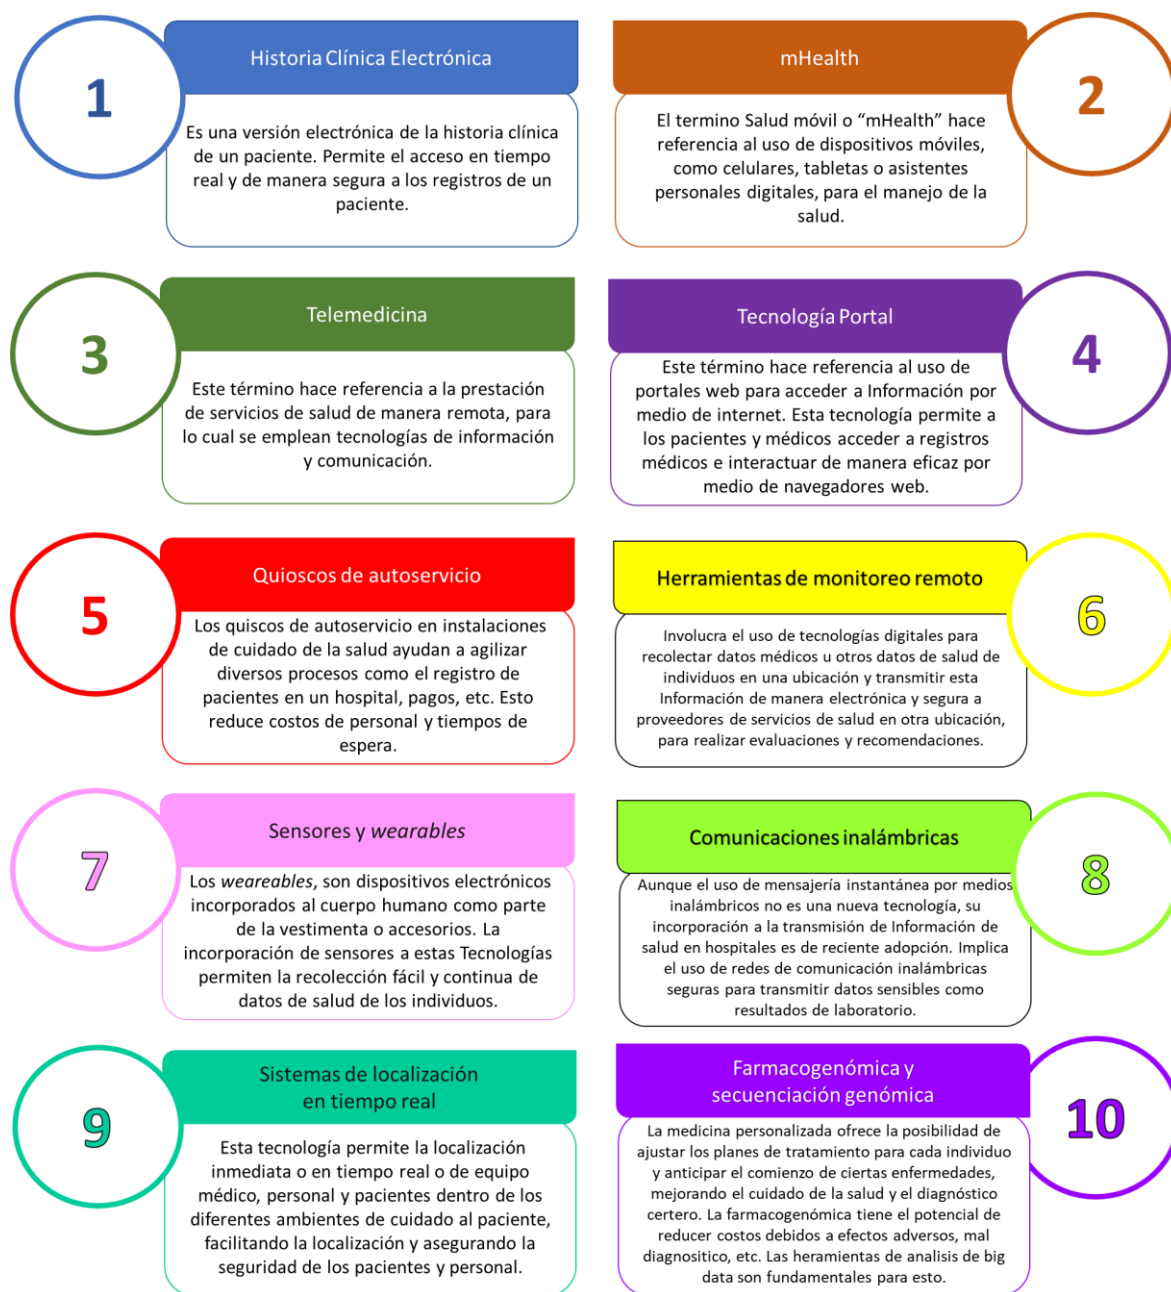 1
Historia Clínica Electrónica
Es una versión electrónica de la historia clínica
de un paciente. Permite el acceso en tiempo
real y de manera segura a los registros de un
paciente.
2
mHealth
El termino Salud móvil o “mHealth” hace
referencia al uso de dispositivos móviles,
como celulares, tabletas o asistentes
personales digitales, para el manejo de la
salud.
3
Telemedicina
Este término hace referencia a la prestación
de servicios de salud de manera remota, para
lo cual se emplean tecnologías de información
y comunicación.
4
Tecnología Portal
Este término hace referencia al uso de
portales web para acceder a Información por
medio de internet. Esta tecnología permite a
los pacientes y médicos acceder a registros
médicos e interactuar de manera eficaz por
medio de navegadores web.
5
Quioscos de autoservicio
Los quiscos de autoservicio en instalaciones
de cuidado de la salud ayudan a agilizar
diversos procesos como el registro de
pacientes en un hospital, pagos, etc. Esto
reduce costos de personal y tiempos de
espera.
6
Herramientas de monitoreo remoto
Involucra el uso de tecnologías digitales para
recolectar datos médicos u otros datos de salud de
individuos en una ubicación y transmitir esta
Información de manera electrónica y segura a
proveedores de servicios de salud en otra ubicación,
para realizar evaluaciones y recomendaciones.
7
Sensores y wearables
Los weareables, son dispositivos electrónicos
incorporados al cuerpo humano como parte
de la vestimenta o accesorios. La
incorporación de sensores a estas Tecnologías
permiten la recolección fácil y continua de
datos de salud de los individuos.
8
Comunicaciones inalámbricas
Aunque el uso de mensajería instantánea por medios
inalámbricos no es una nueva tecnología, su
incorporación a la transmisión de Información de
salud en hospitales es de reciente adopción. Implica
el uso de redes de comunicación inalámbricas
seguras para transmitir datos sensibles como
resultados de laboratorio.
9
Sistemas de localización
en tiempo real
Esta tecnología permite la localización
inmediata o en tiempo real o de equipo
médico, personal y pacientes dentro de los
diferentes ambientes de cuidado al paciente,
facilitando la localización y asegurando la
seguridad de los pacientes y personal.
10
Farmacogenómica y
secuenciación genómica
La medicina personalizada ofrece la posibilidad de
ajustar los planes de tratamiento para cada individuo
y anticipar el comienzo de ciertas enfermedades,
mejorando el cuidado de la salud y el diagnóstico
certero. La farmacogenómica tiene el potencial de
reducer costos debidos a efectos adversos, mal
diagnositico, etc. Las heramientas de analisis de big
data son fundamentales para esto.